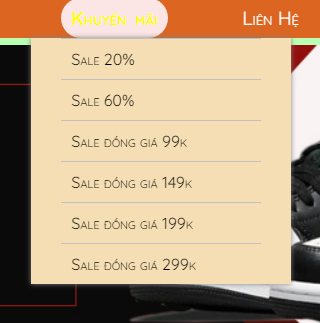 Khuyến mãi Liên Hệ
Sale 20%
Sale 60%
Sale đồng giá 99k
Sale đồng giá 149k
Sale đồng giá 199k
Sale đồng giá 299k